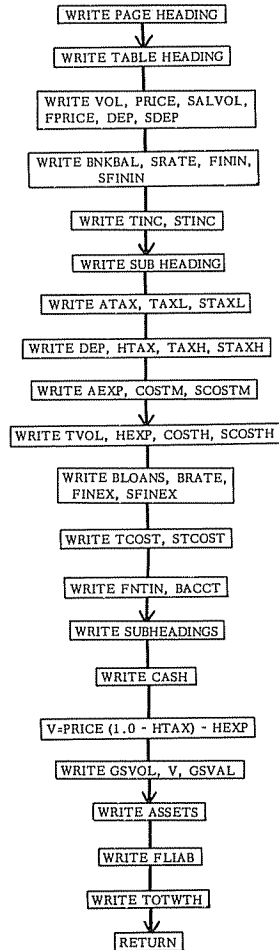 WRITE PAGE HEADING
WRITE TABLE HEADING
WRITE VOL, PRICE, SALVOL,
FPRICE, DEP, SDEP
WRITE BNKBAL, SRATE, FININ,
SFININ
WRITE TINC, STINC
WRITE SUB HEADING
WRITE ATAX, TAXL, STAXL
WRITE DEP, HTAX, TAXH, STAXH
WRITE AEXP, COSTM, SCOSTM
WRITE TVOL, HEXP, COSTH, SCOSTH
WRITE BLOANS, BRATE,
FINEX, SFINEX
WRITE TCOST, STCOST
WRITE FNTIN, BACCT
WRITE SUBHEADINGS
WRITE CASH
V=PRICE (1.0 - HTAX) - HEXP
WRITE GSVOL, V, GSVAL
WRITE ASSETS
WRITE FLIAB
WRITE TOTWTH
RETURN